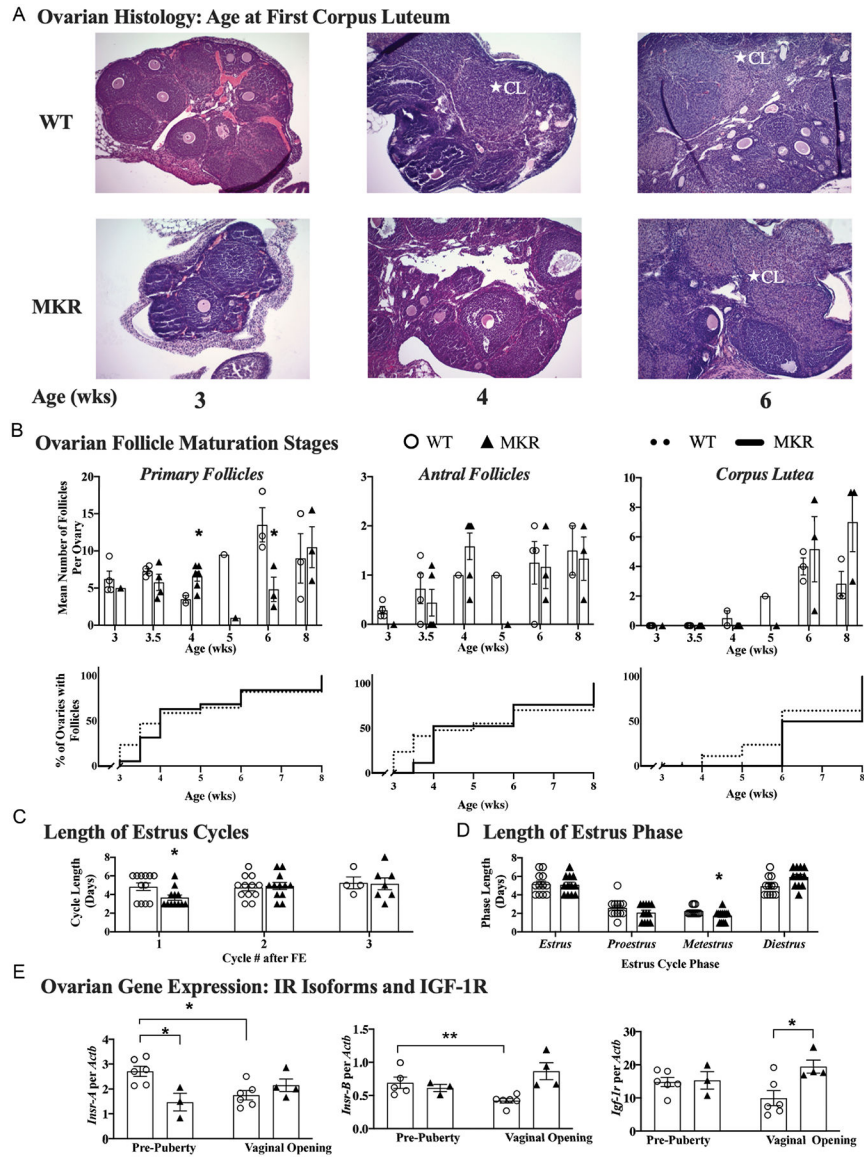 A Ovarian Histology: Age at First Corpus Luteum
WT
★CL
★CL
MKR
★CL
Age (wks) 3 4 6
B Ovarian Follicle Maturation Stages
○ WT ▲ MKR
WT MKR
Primary Follicles
Antral Follicles
Corpus Lutea
Mean Number of Follicles
Per Ovary
20
15
10
5
0
* *
3 3.5 4 5 6 8
Age (wks)
3
2
1
0
3 3.5 4 5 6 8
Age (wks)
10
8
6
4
2
0
3 3.5 4 5 6 8
Age (wks)
% of Ovaries with
Follicles
100
50
3 4 5 6 7 8
Age (wks)
100
50
3 4 5 6 7 8
Age (wks)
100
50
3 4 5 6 7 8
Age (wks)
C Length of Estrus Cycles
Cycle Length
(Days)
8
6
4
2
0
*
1 2 3
Cycle # after FE
D Length of Estrus Phase
Phase Length
(Days)
8
6
4
2
0
*
Estrus Proestrus Metestrus Diestrus
Estrus Cycle Phase
E Ovarian Gene Expression: IR Isoforms and IGF-1R
Insr-A per Actb
4
3
2
1
0
*
*
Pre-Puberty Vaginal Opening
Insr-B per Actb
1.5
1.0
0.5
0.0
**
Pre-Puberty Vaginal Opening
Igf-1r per Actb
30
20
10
0
*
Pre-Puberty Vaginal Opening